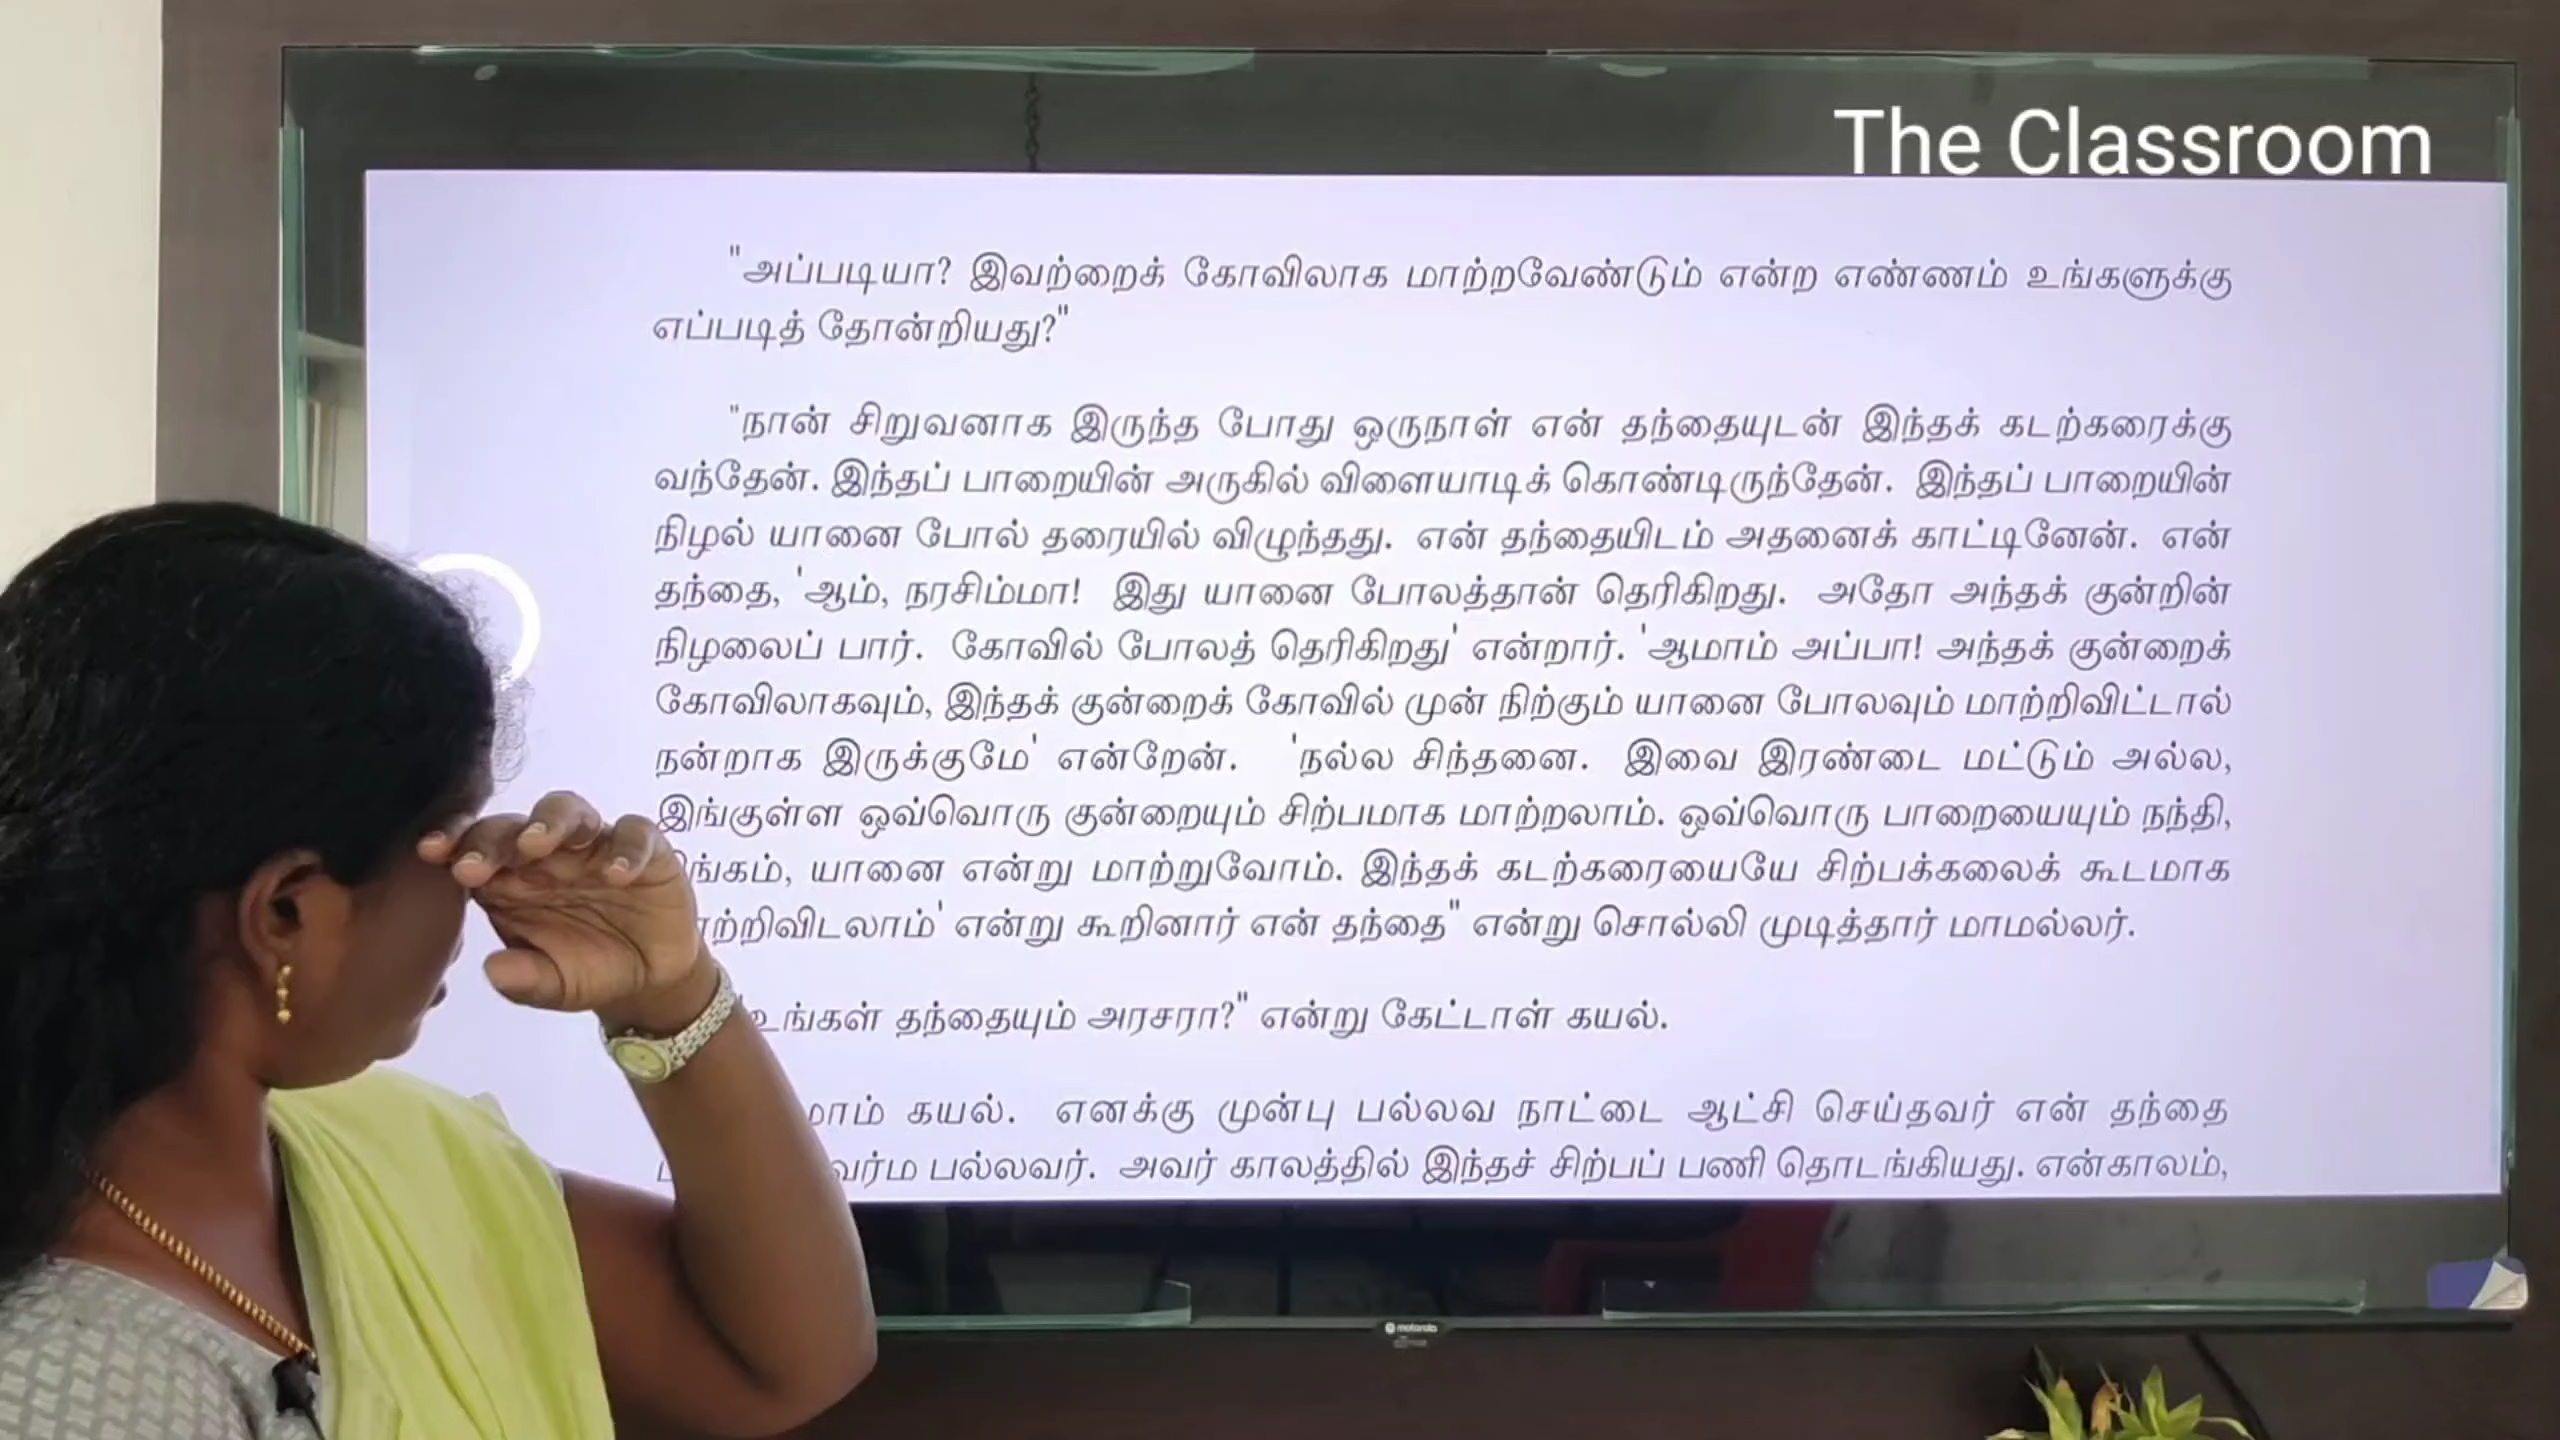 The Classroom
"அப்படியா? இவற்றைக் கோவிலாக மாற்றவேண்டும் என்ற எண்ணம் உங்களுக்கு
எப்படித் தோன்றியது?"
"நான் சிறுவனாக இருந்த போது ஒருநாள் என் தந்தையுடன் இந்தக் கடற்கரைக்கு
வந்தேன். இந்தப் பாறையின் அருகில் விளையாடிக் கொண்டிருந்தேன். இந்தப் பாறையின்
நிழல் யானை போல் தரையில் விழுந்தது. என் தந்தையிடம் அதனைக் காட்டினேன். என்
தந்தை, 'ஆம், நரசிம்மா! இது யானை போலத்தான் தெரிகிறது. அதோ அந்தக் குன்றின்
நிழலைப் பார். கோவில் போலத் தெரிகிறது' என்றார். 'ஆமாம் அப்பா! அந்தக் குன்றைக்
கோவிலாகவும், இந்தக் குன்றைக் கோவில் முன் நிற்கும் யானை போலவும் மாற்றிவிட்டால்
நன்றாக இருக்குமே' என்றேன். 'நல்ல சிந்தனை. இவை இரண்டை மட்டும் அல்ல,
இங்குள்ள ஒவ்வொரு குன்றையும் சிற்பமாக மாற்றலாம். ஒவ்வொரு பாறையையும் நந்தி,
யானை என்று மாற்றுவோம். இந்தக் கடற்கரையையே சிற்பக்கலைக் கூடமாக
என்று கூறினார் என் தந்தை" என்று சொல்லி முடித்தார் மாமல்லர்.
உங்கள் தந்தையும் அரசரா?" என்று கேட்டாள் கயல்.
கயல். எனக்கு முன்பு பல்லவ நாட்டை ஆட்சி செய்தவர் என் தந்தை
பல்லவர். அவர் காலத்தில் இந்தச் சிற்பப் பணி தொடங்கியது. என்காலம்,
motorola